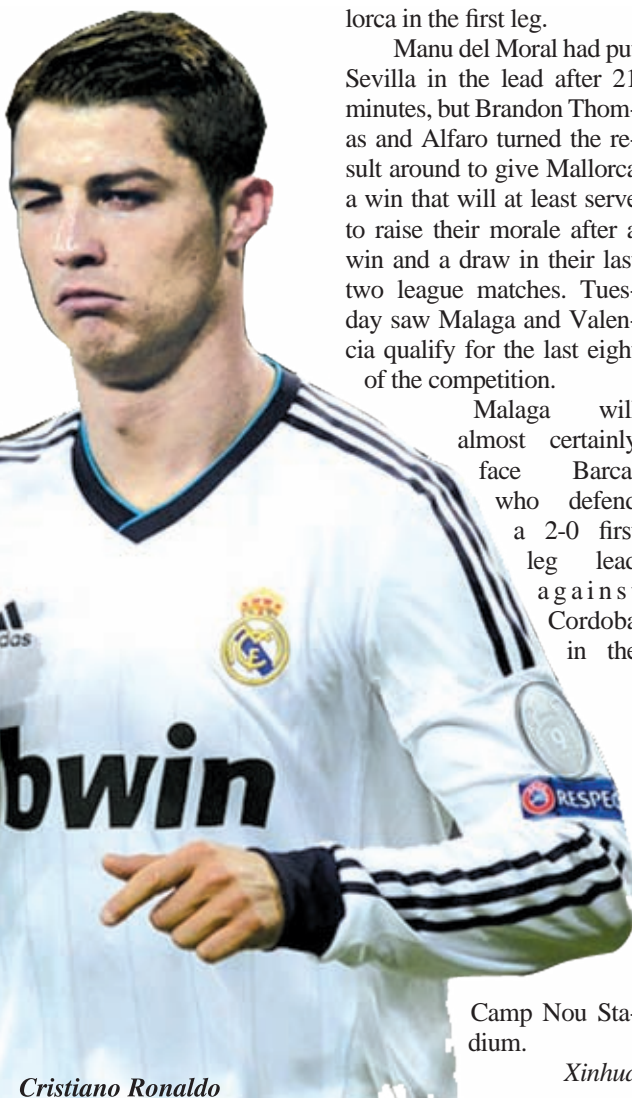 lorca in the first leg.
Manu del Moral had put
Sevilla in the lead after 21
minutes, but Brandon Thom-
as and Alfaro turned the re-
sult around to give Mallorca
a win that will at least serve
to raise their morale after a
win and a draw in their last
two league matches. Tues-
day saw Malaga and Valen-
cia qualify for the last eight
of the competition.
Malaga will
almost certainly
face Barca
who defend
a 2-0 first
leg lead
against
Cordoba
in the
bwin
RESPEC
Camp Nou Sta-
dium.
Xinhua
Cristiano Ronaldo